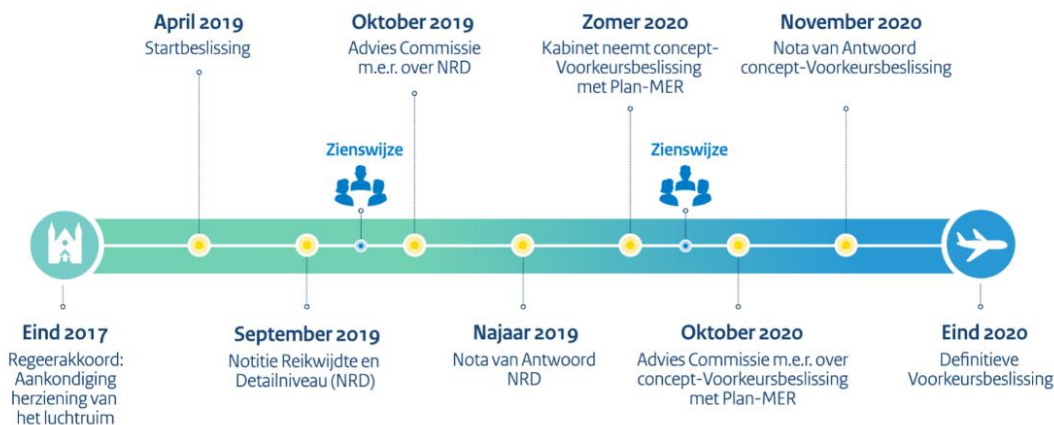 April 2019
Startbeslissing
Oktober 2019
Advies Commissie
m.e.r. over NRD
Zomer 2020
Kabinet neemt concept-
Voorkeursbeslissing
met Plan-MER
November 2020
Nota van Antwoord
concept-Voorkeursbeslissing
Zienswijze
Zienswijze
Eind 2017
Regeerakkoord:
Aankondiging
herziening van
het luchtruim
September 2019
Notitie Reikwijdte en
Detailniveau (NRD)
Najaar 2019
Nota van Antwoord
NRD
Oktober 2020
Advies Commissie m.e.r. over
concept-Voorkeursbeslissing
met Plan-MER
Eind 2020
Definitieve
Voorkeursbeslissing